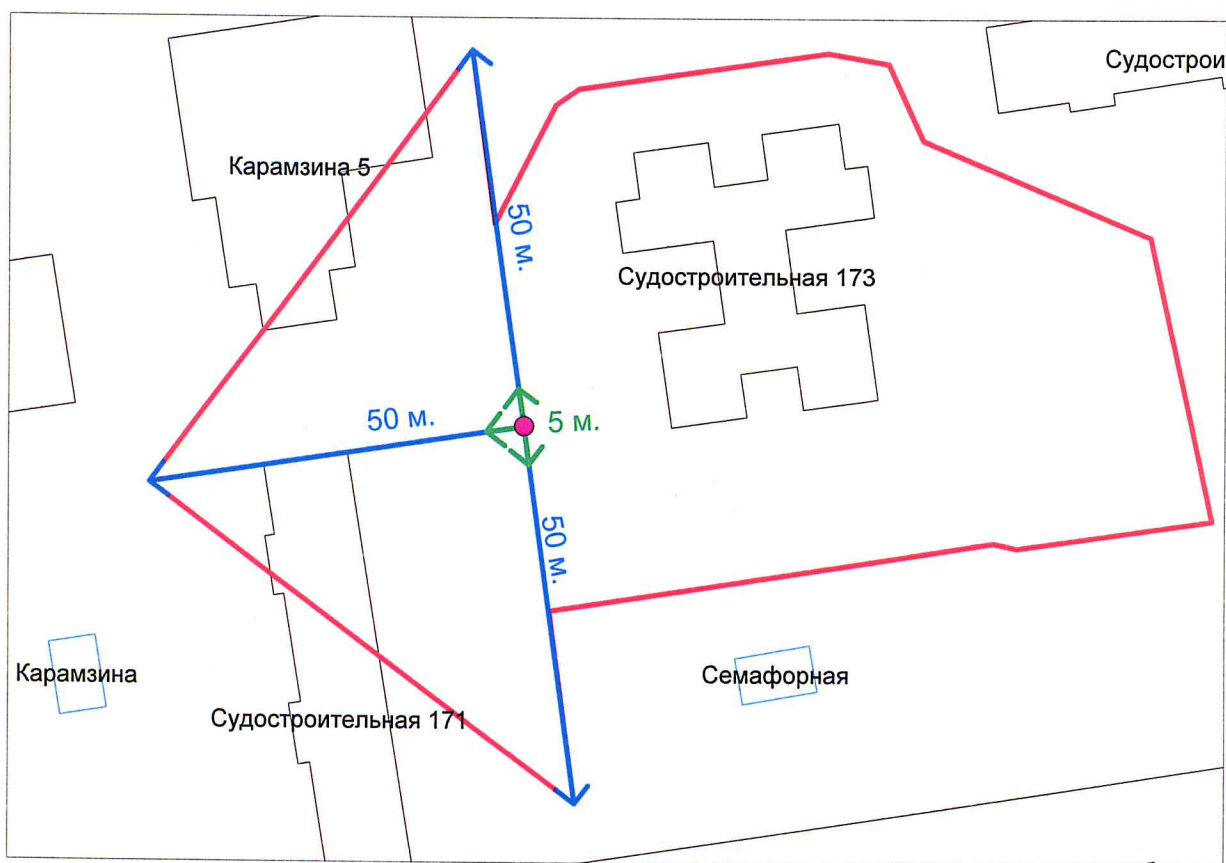 Судострои
Карамзина 5
50 м.
Судостроительная 173
50 м.
5 м.
50 м.
Карамзина
Семафорная
Судостроительная 171